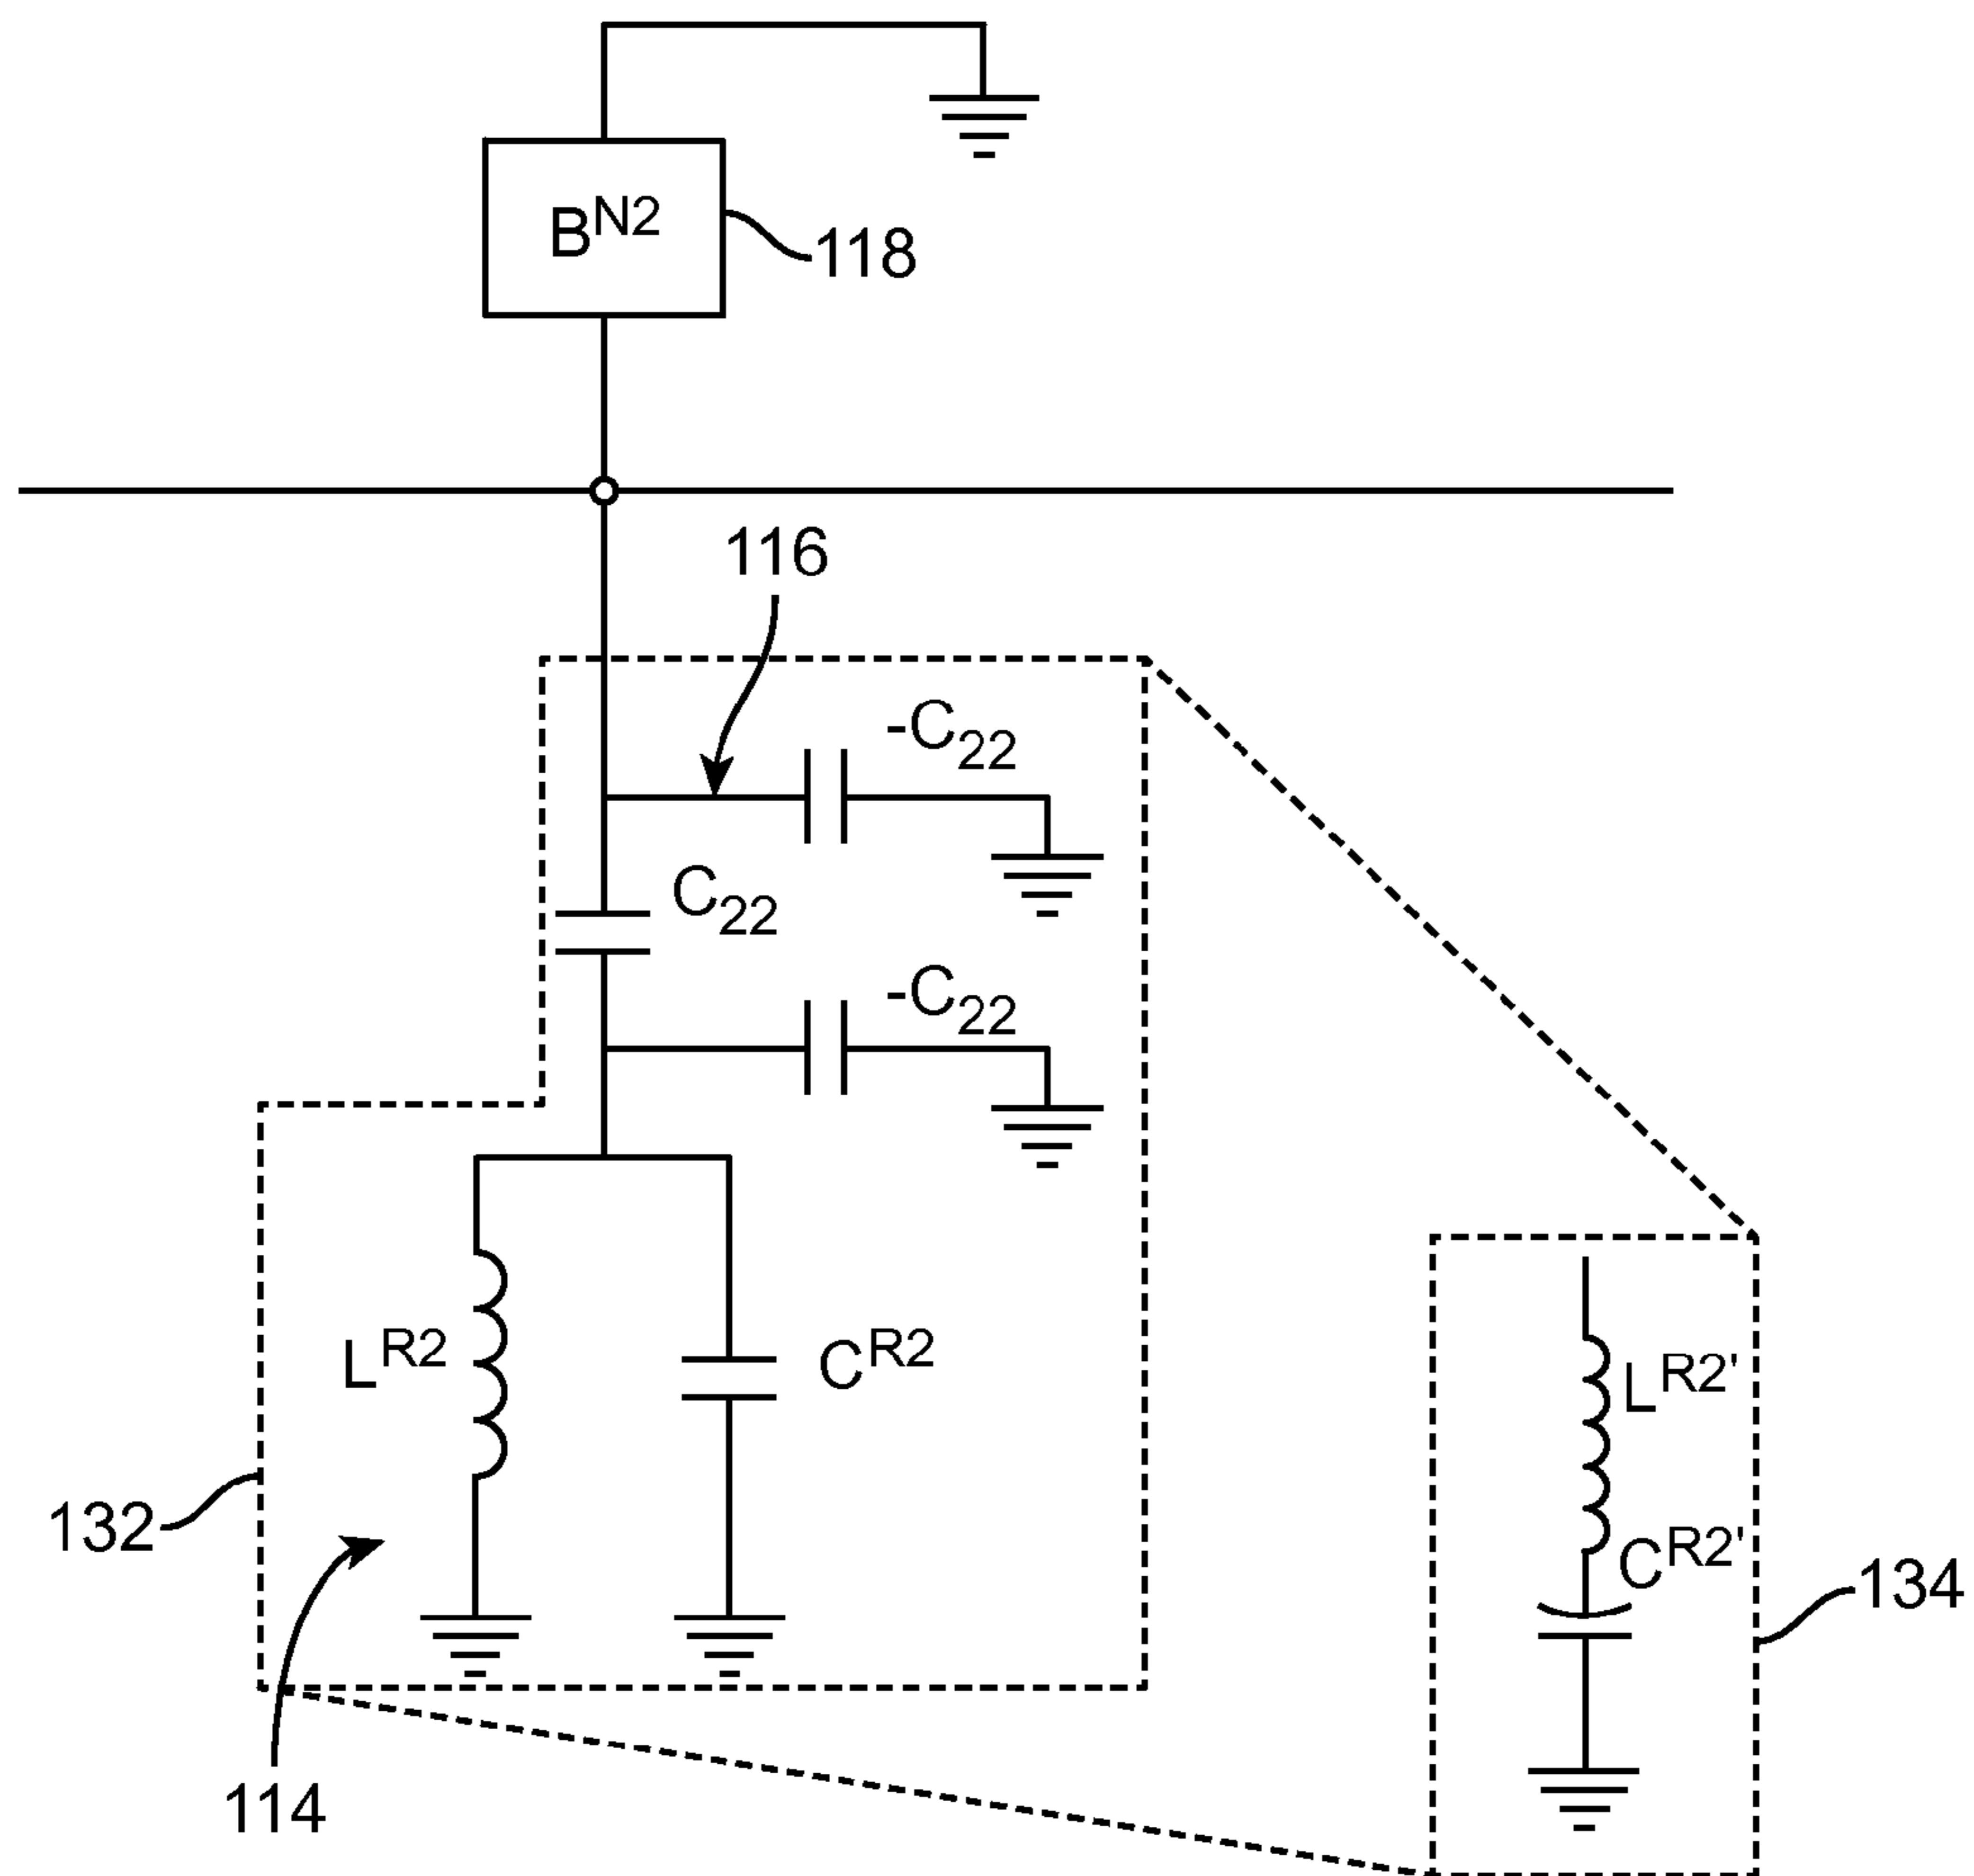 B^N2
118
116
-C₂₂
C₂₂
-C₂₂
L^R2
C^R2
L^R2'
132
C^R2'
134
114